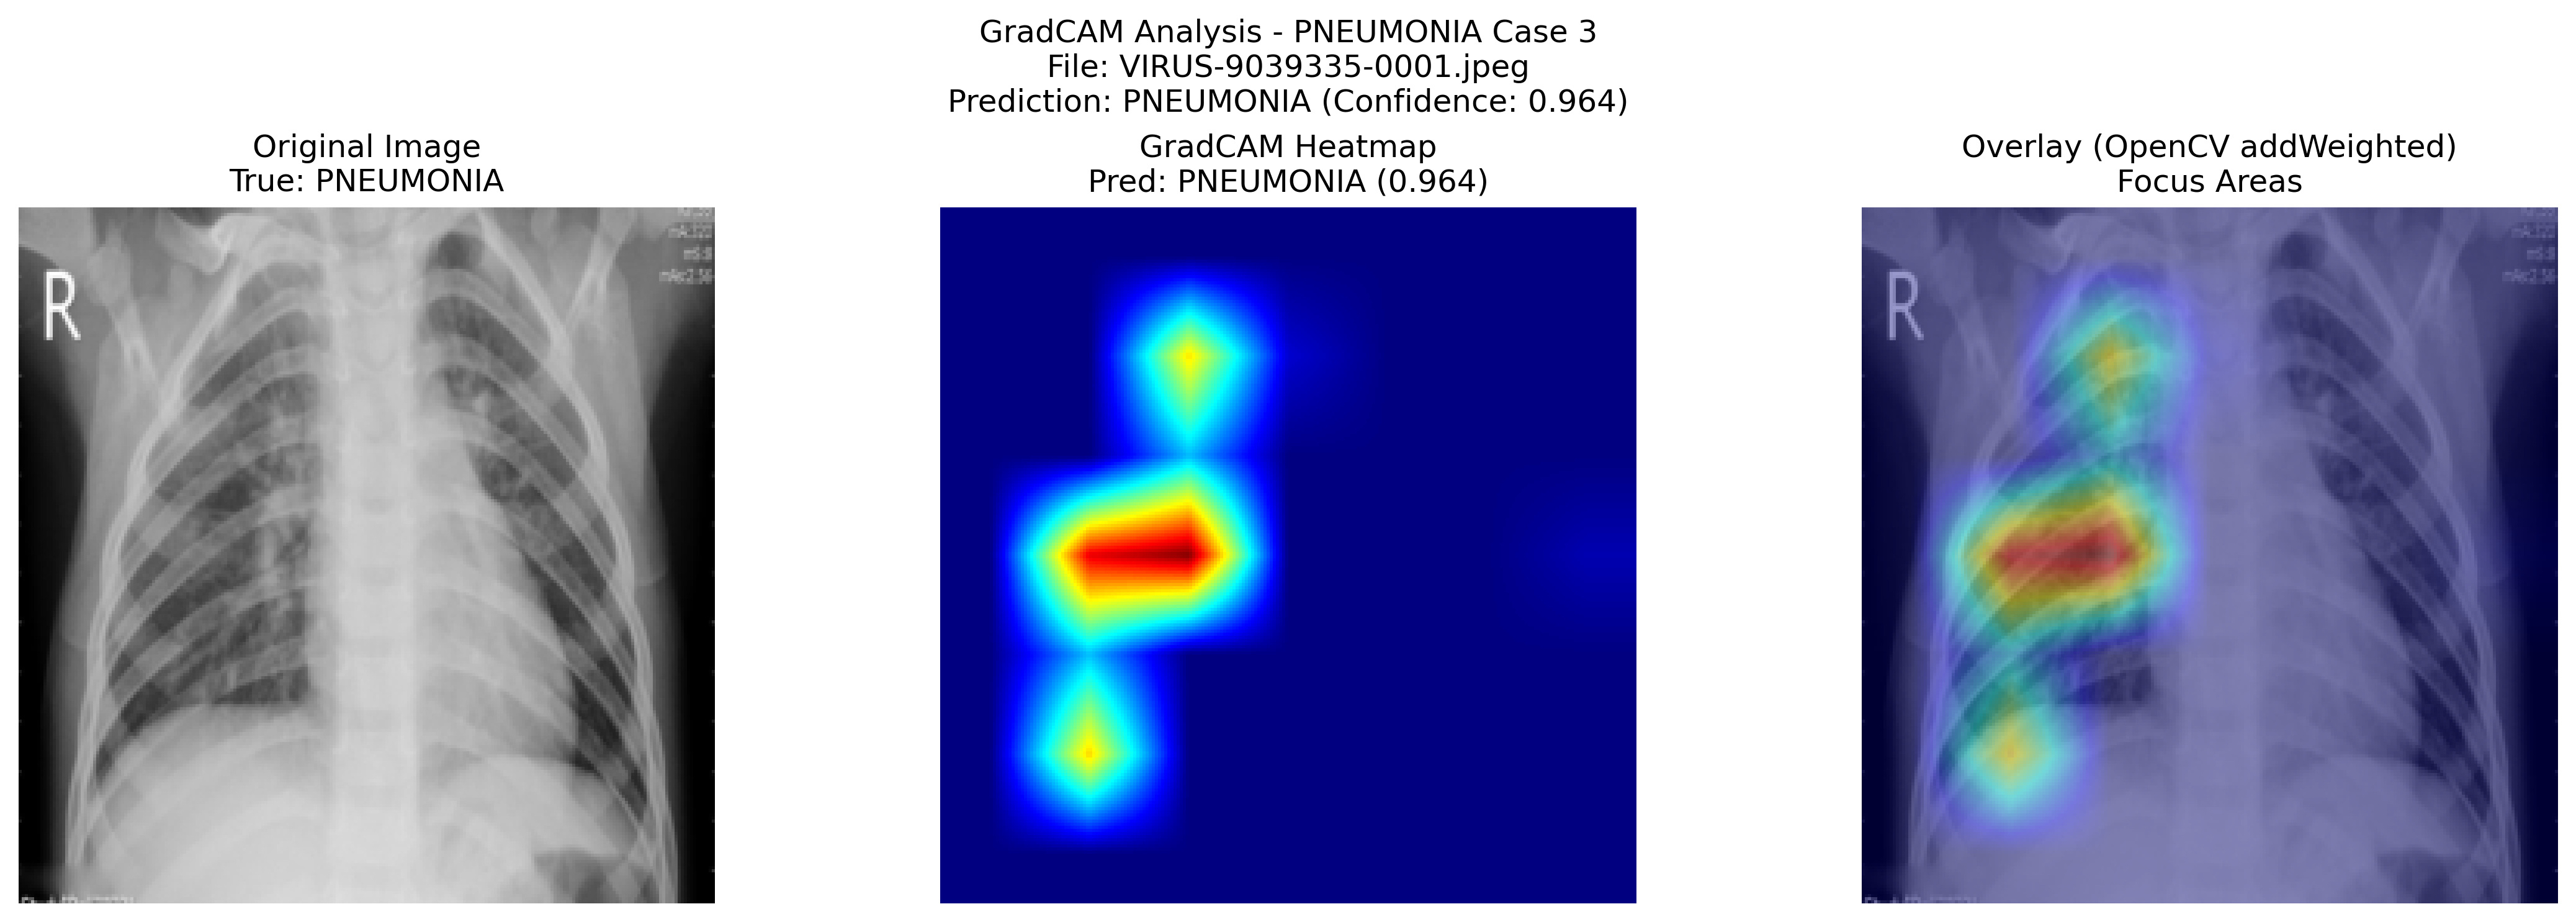 GradCAM Analysis - PNEUMONIA Case 3
File: VIRUS-9039335-0001.jpeg
Prediction: PNEUMONIA (Confidence: 0.964)
Original Image
True: PNEUMONIA
GradCAM Heatmap
Pred: PNEUMONIA (0.964)
Overlay (OpenCV addWeighted)
Focus Areas
R
R